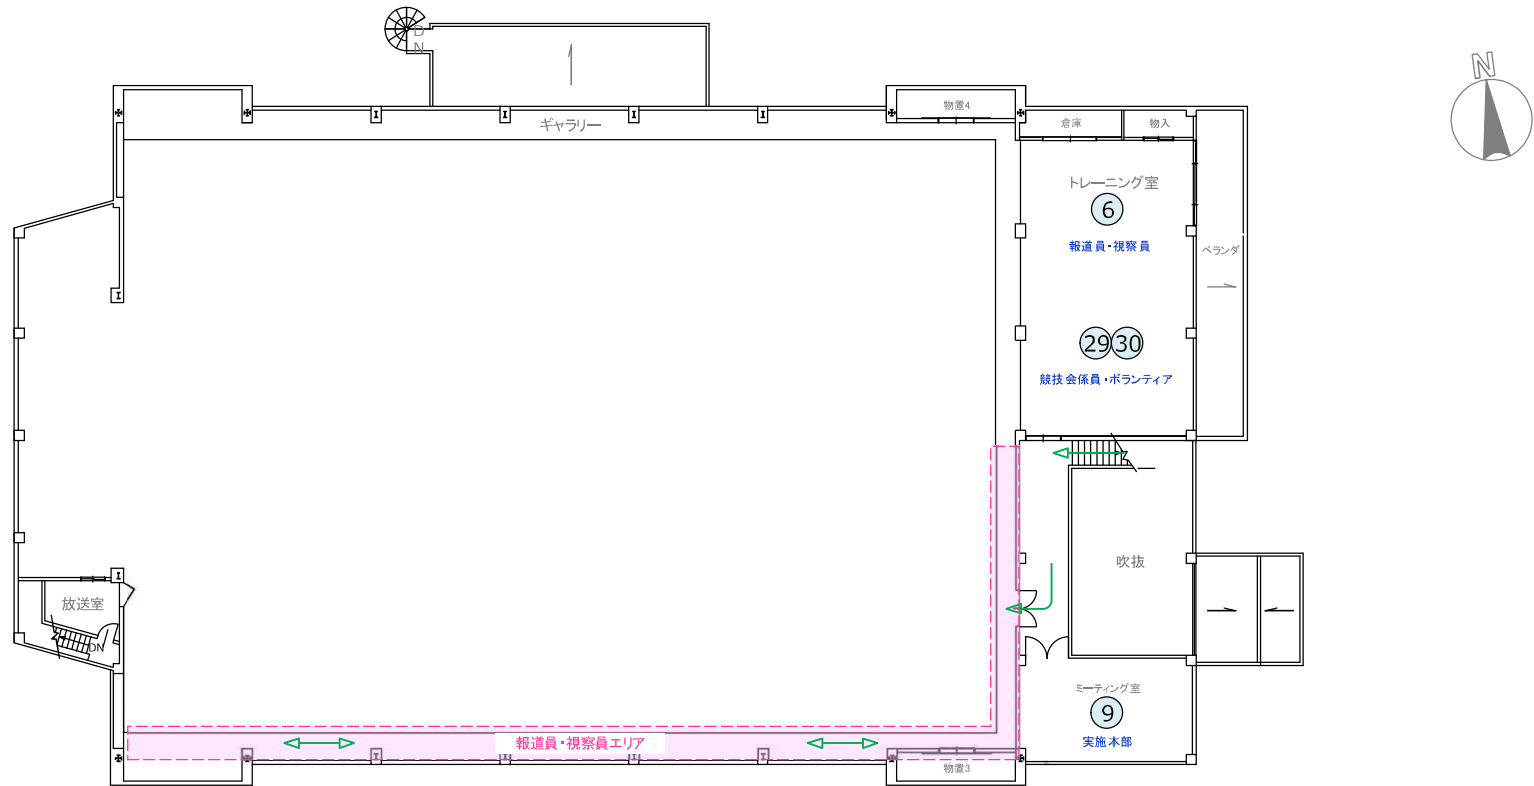 D
N
N
物置4
ギャラリー
倉庫
物入
トレーニング室
6
報道員・視察員
ベランダ
29
30
競技会係員・ボランティア
吹抜
放送室
DN
ミーティング室
9
報道員・視察員エリア
実施本部
物置3